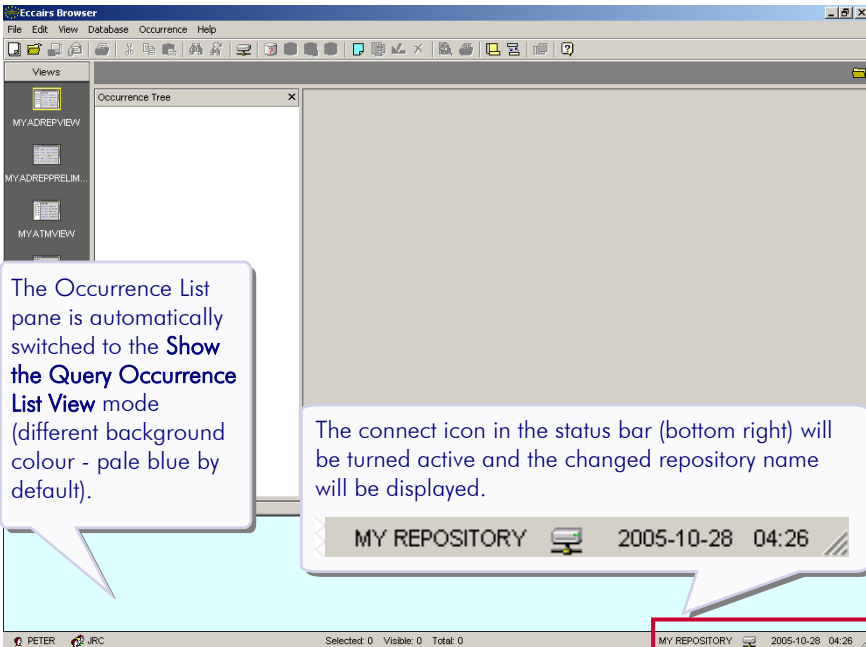 Eccairs Browser
File Edit View Database Occurrence Help
Views
Occurrence Tree
MYADREPVIEW
MYADREPPRELIM...
MYATMVIEW
The Occurrence List
pane is automatically
switched to the Show
the Query Occurrence
List View mode
(different background
colour - pale blue by
default).
The connect icon in the status bar (bottom right) will
be turned active and the changed repository name
will be displayed.
MY REPOSITORY 2005-10-28 04:26
PETER JRC Selected: 0 Visible: 0 Total: 0 MY REPOSITORY 2005-10-28 04:26